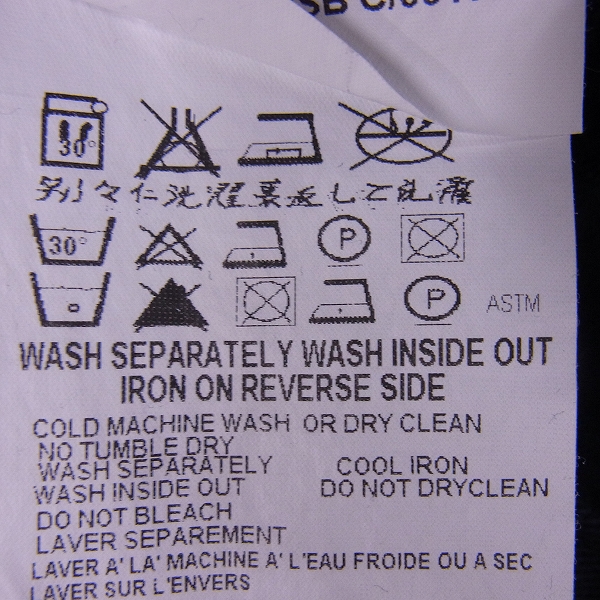 30°
別々に洗濯裏返して洗濯
30°
P
P ASTM
WASH SEPARATELY WASH INSIDE OUT
IRON ON REVERSE SIDE
COLD MACHINE WASH OR DRY CLEAN
NO TUMBLE DRY
WASH SEPARATELY COOL IRON
WASH INSIDE OUT DO NOT DRYCLEAN
DO NOT BLEACH
LAVER SEPAREMENT
LAVER A' LA' MACHINE A' L'EAU FROIDE OU A SEC
LAVER SUR L'ENVERS